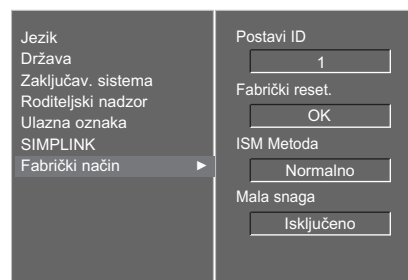 Jezik
Država
Zaključav. sistema
Roditeljski nadzor
Ulazna oznaka
SIMPLINK
Fabrički način ►
Postavi ID
1
Fabrički reset.
OK
ISM Metoda
Normalno
Mala snaga
Isključeno